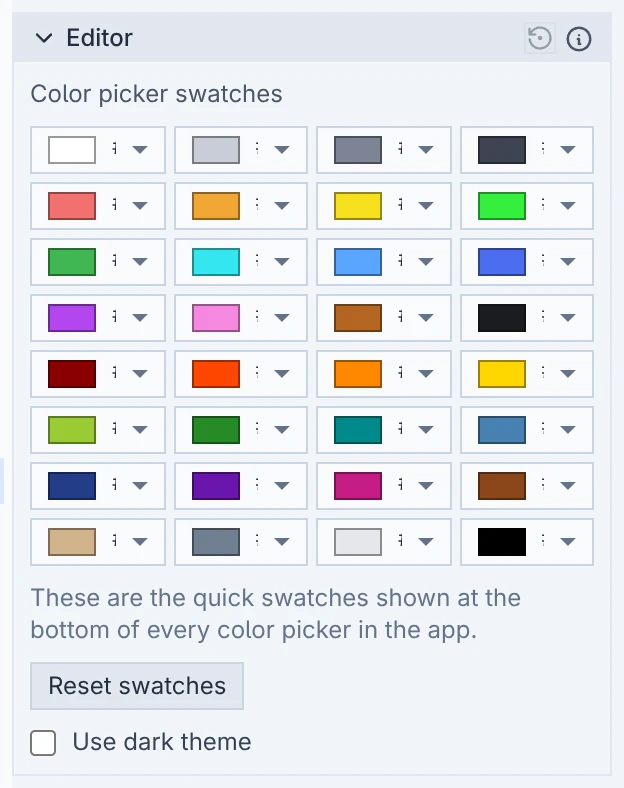 Editor
Color picker swatches
These are the quick swatches shown at the
bottom of every color picker in the app.
Reset swatches
Use dark theme